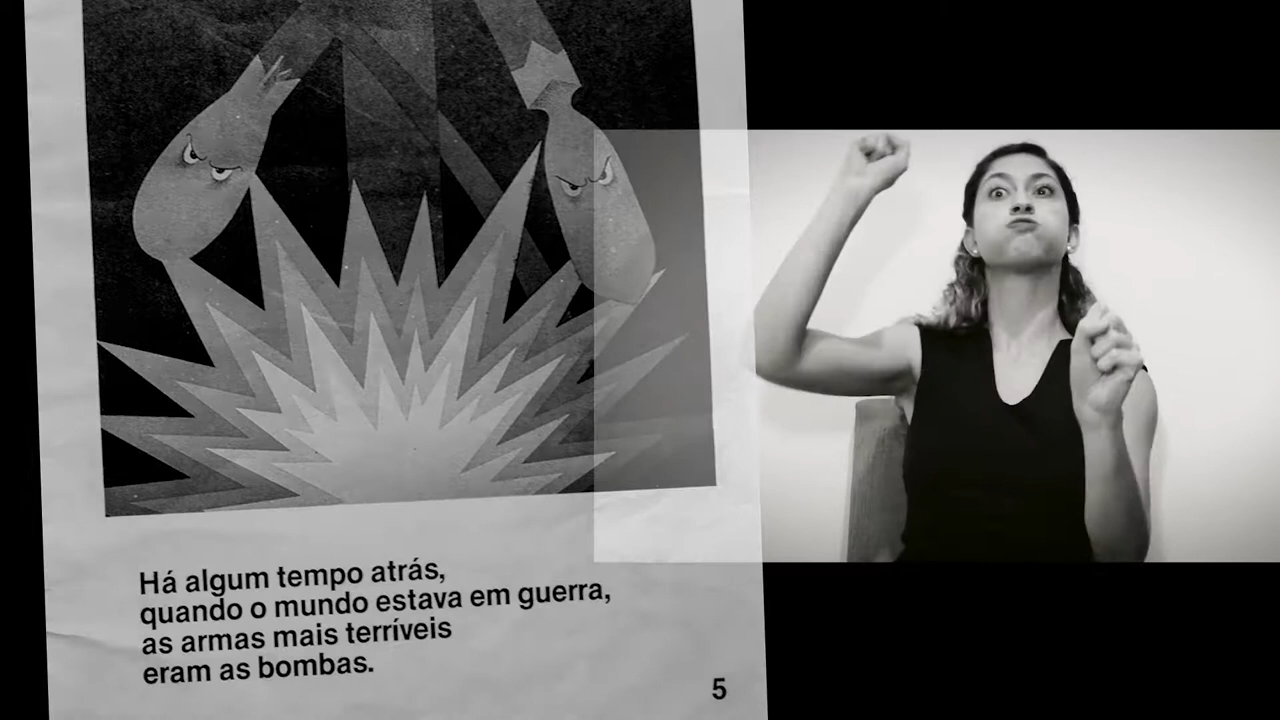 Há algum tempo atrás,
quando o mundo estava em guerra,
as armas mais terríveis
eram as bombas.
5